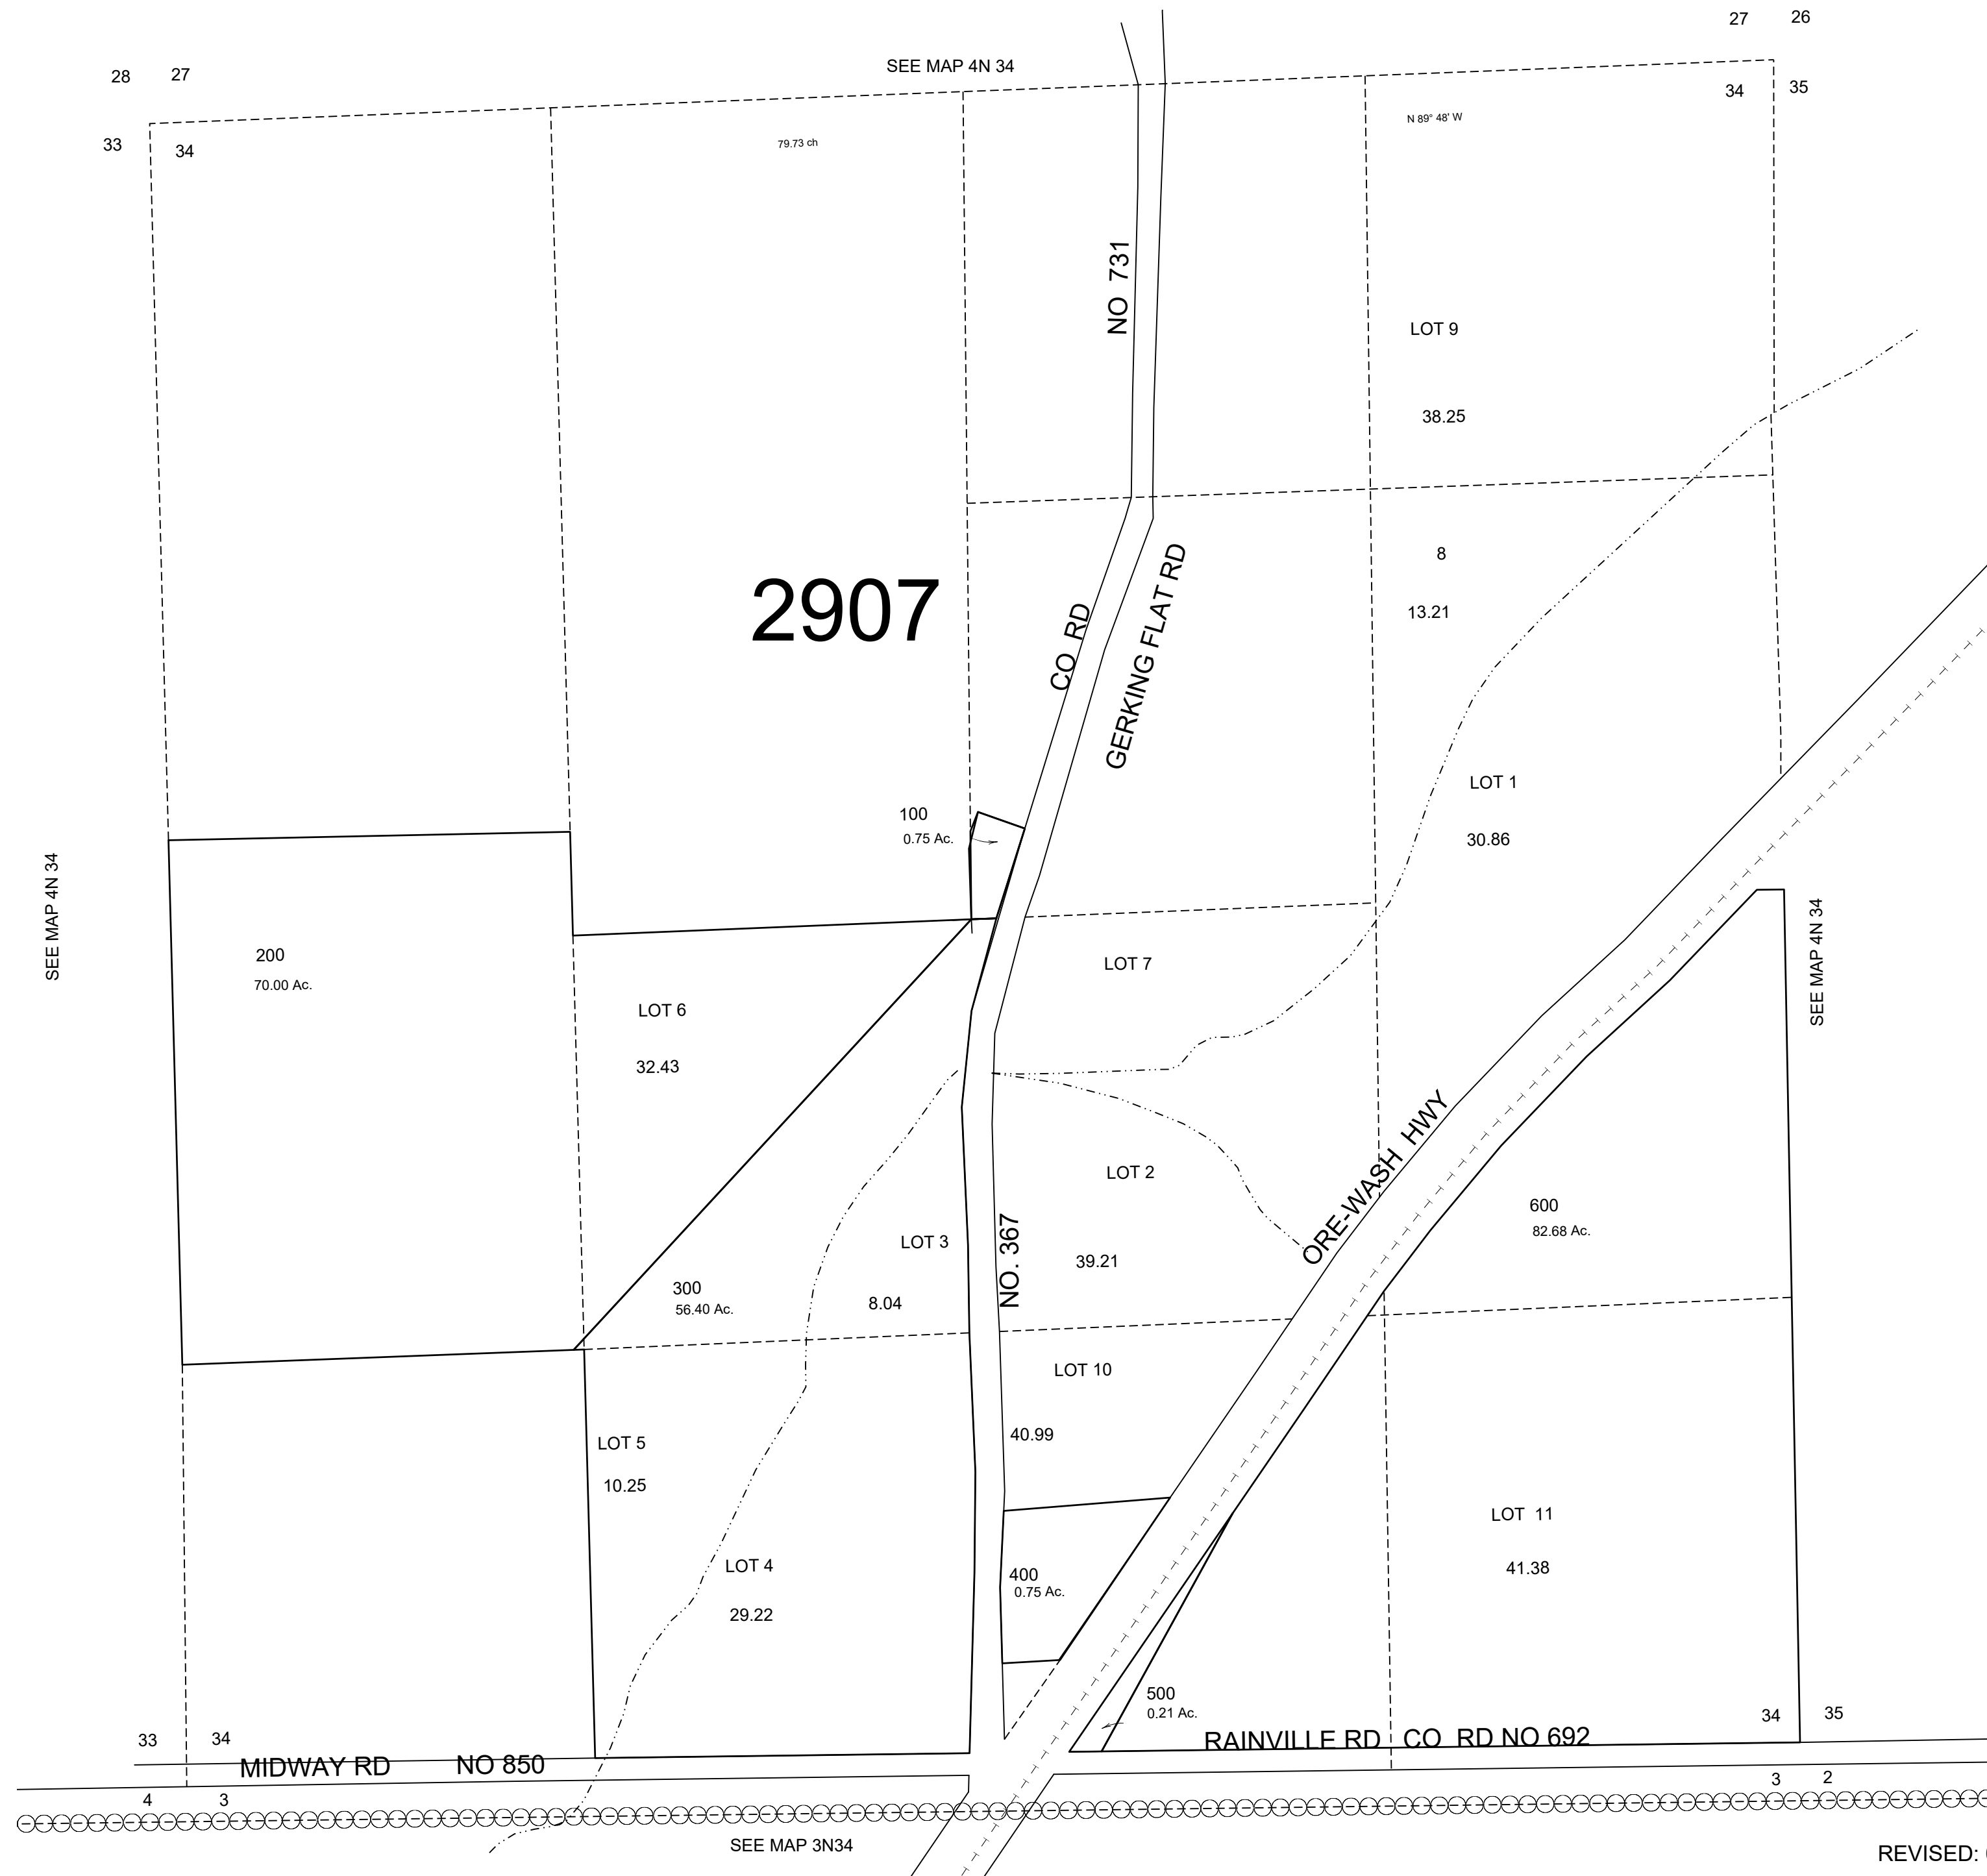 27 26
SEE MAP 4N 34
28 27
34 35
N 89° 48' W
79.73 ch
33 34
NO 731
LOT 9
38.25
8
2907
13.21
CO RD
GERKING FLAT RD
LOT 1
100
0.75 Ac.
30.86
SEE MAP 4N 34
200
70.00 Ac.
LOT 7
SEE MAP 4N 34
LOT 6
32.43
LOT 2
ORE-WASH HWY
600
82.68 Ac.
LOT 3
NO. 367
39.21
300
56.40 Ac.
8.04
LOT 10
40.99
LOT 5
10.25
LOT 11
41.38
LOT 4
29.22
400
0.75 Ac.
500
0.21 Ac.
34 35
33 34
RAINVILLE RD CO RD NO 692
MIDWAY RD NO 850
3 2
4 3
SEE MAP 3N34
REVISED: